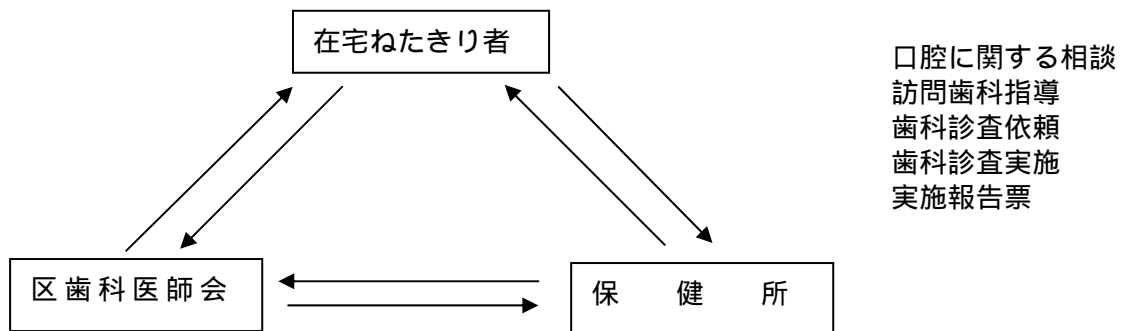 在宅ねたきり者
口腔に関する相談
訪問歯科指導
歯科診査依頼
歯科診査実施
実施報告票
区歯科医師会
保健所